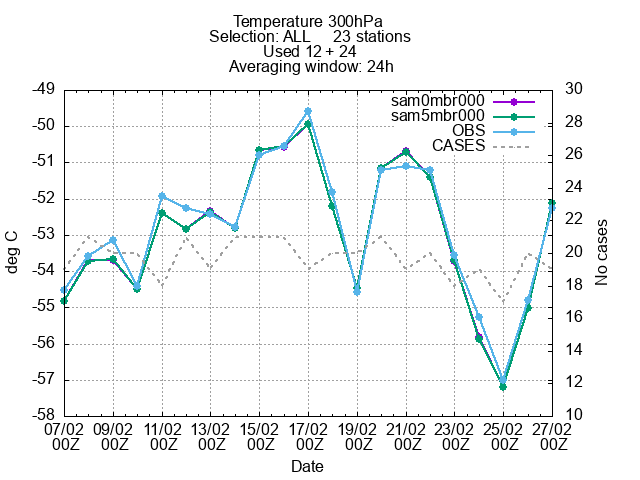 Temperature 300hPa
Selection: ALL 23 stations
Used 12 + 24
Averaging window: 24h
sam0mbr000
sam5mbr000
OBS
CASES
-49
-50
-51
-52
-53
-54
-55
-56
-57
-58
deg C
30
28
26
24
22
20
18
16
14
12
10
No cases
07/02 09/02 11/02 13/02 15/02 17/02 19/02 21/02 23/02 25/02 27/02
00Z 00Z 00Z 00Z 00Z 00Z 00Z 00Z 00Z 00Z 00Z
Date